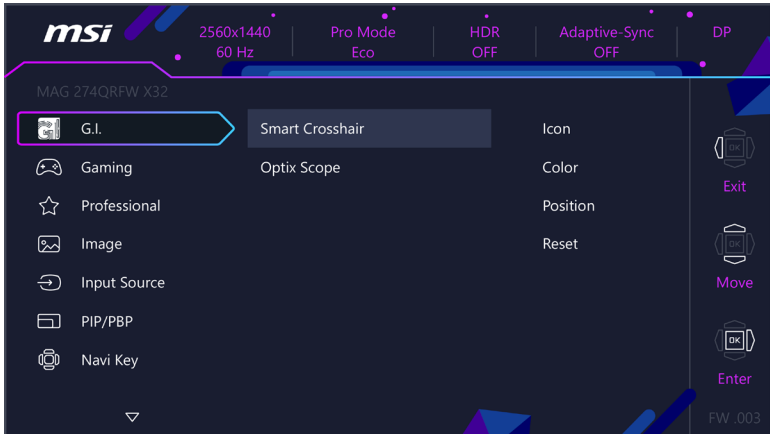 msi
2560x1440
60 Hz
Pro Mode
Eco
HDR
OFF
Adaptive-Sync
OFF
DP
MAG 274QRFW X32
G.I.
Gaming
Professional
Image
Input Source
PIP/PBP
Navi Key
Smart Crosshair
Optix Scope
Icon
Color
Position
Reset
OK
Exit
OK
Move
OK
Enter
FW .003